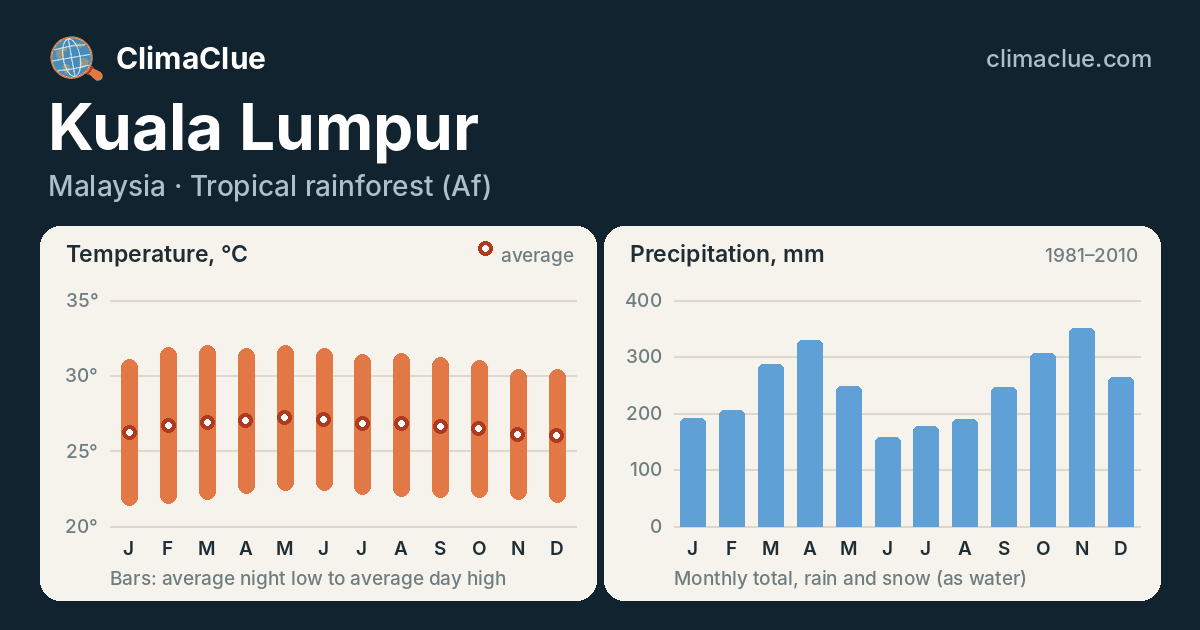 ClimaClue
climaclue.com
Kuala Lumpur
Malaysia · Tropical rainforest (Af)
Temperature, °C
average
35°
30°
25°
20°
J F M A M J J A S O N D
Bars: average night low to average day high
Precipitation, mm
1981–2010
400
300
200
100
0
J F M A M J J A S O N D
Monthly total, rain and snow (as water)